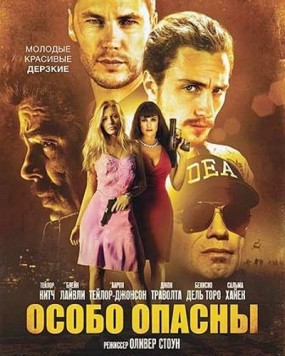 МОЛОДЫЕ
КРАСИВЫЕ
ДЕРЗКИЕ
DEA
ТЕЙЛОР БЛЕЙК ААРОН ДЖОН БЕНИСИО САЛЬМА
КИТЧ ЛАЙВЛИ ТЕЙЛОР-ДЖОНСОН ТРАВОЛТА ДЕЛЬ ТОРО ХАЙЕК
ОСОБО ОПАСНЫ
РЕЖИССЕР ОЛИВЕР СТОУН